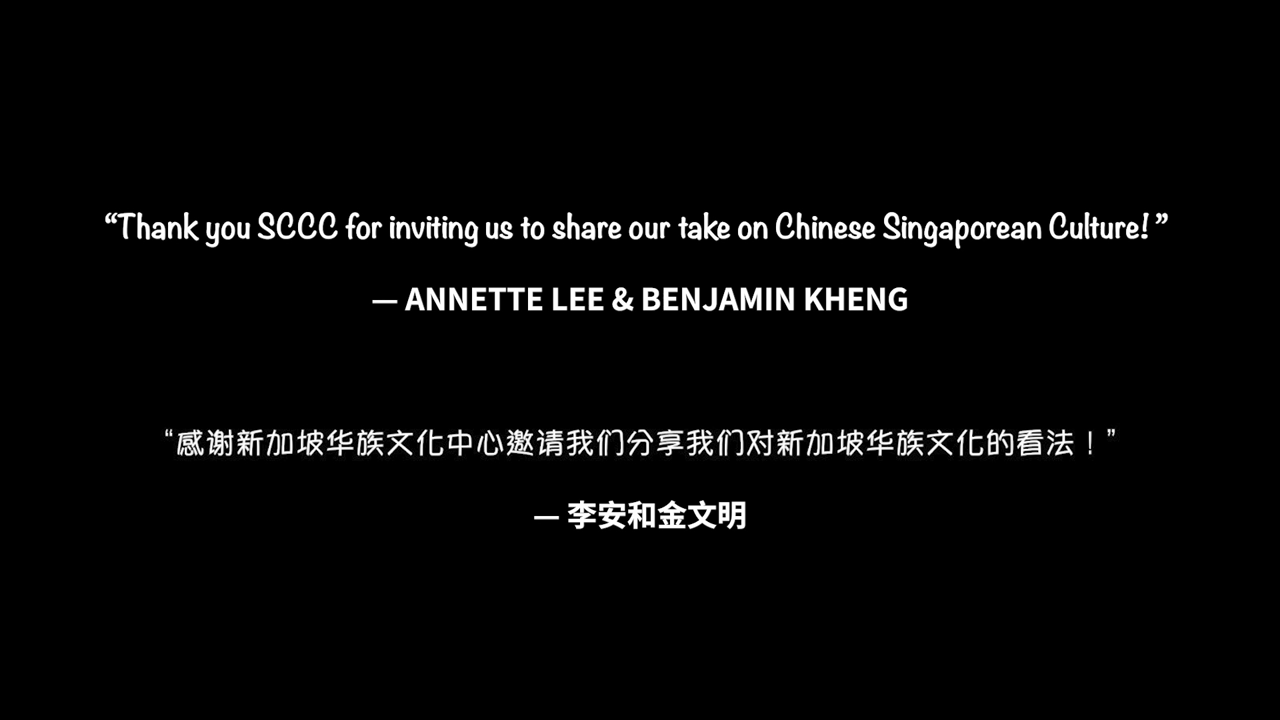 “Thank you SCCC for inviting us to share our take on Chinese Singaporean Culture!”
— ANNETTE LEE & BENJAMIN KHENG
“感谢新加坡华族文化中心邀请我们分享我们对新加坡华族文化的看法！”
— 李安和金文明